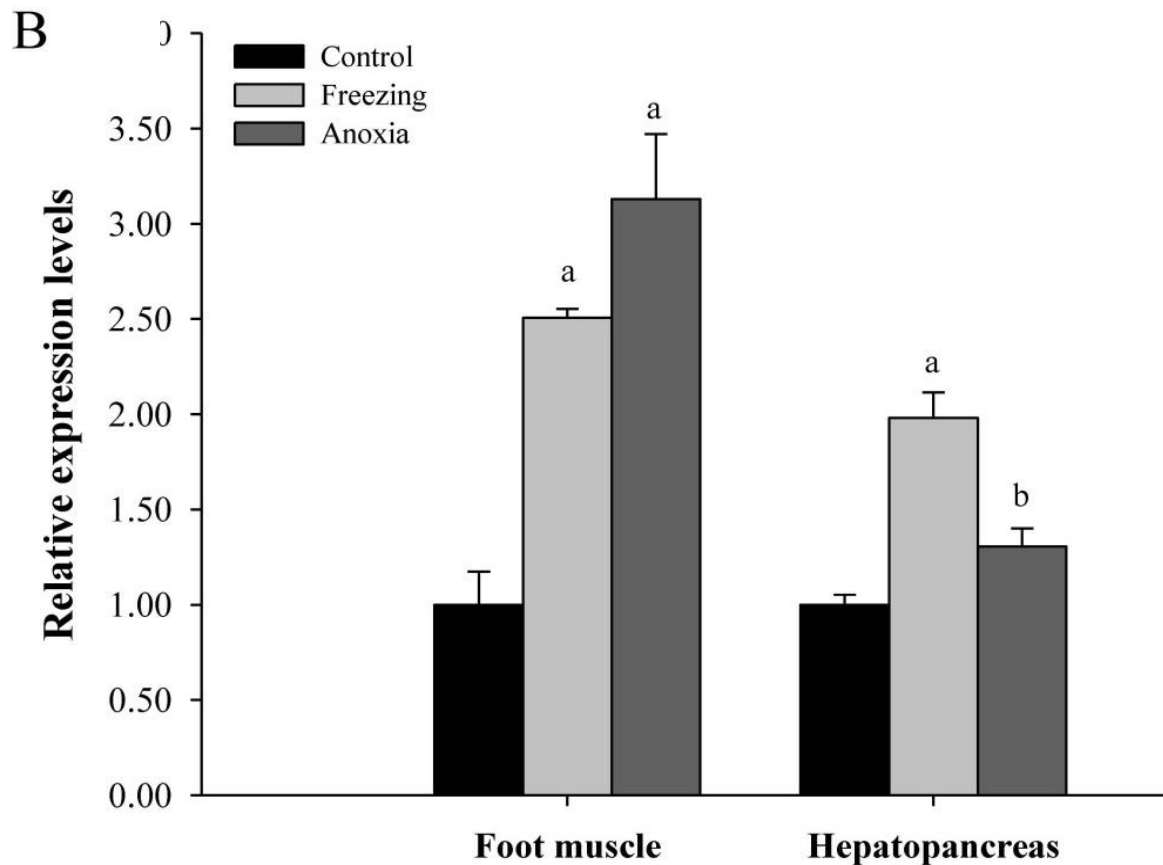 B
Control
Freezing
Anoxia
Relative expression levels
3.50
3.00
2.50
2.00
1.50
1.00
0.50
0.00
a
a
a
b
Foot muscle
Hepatopancreas